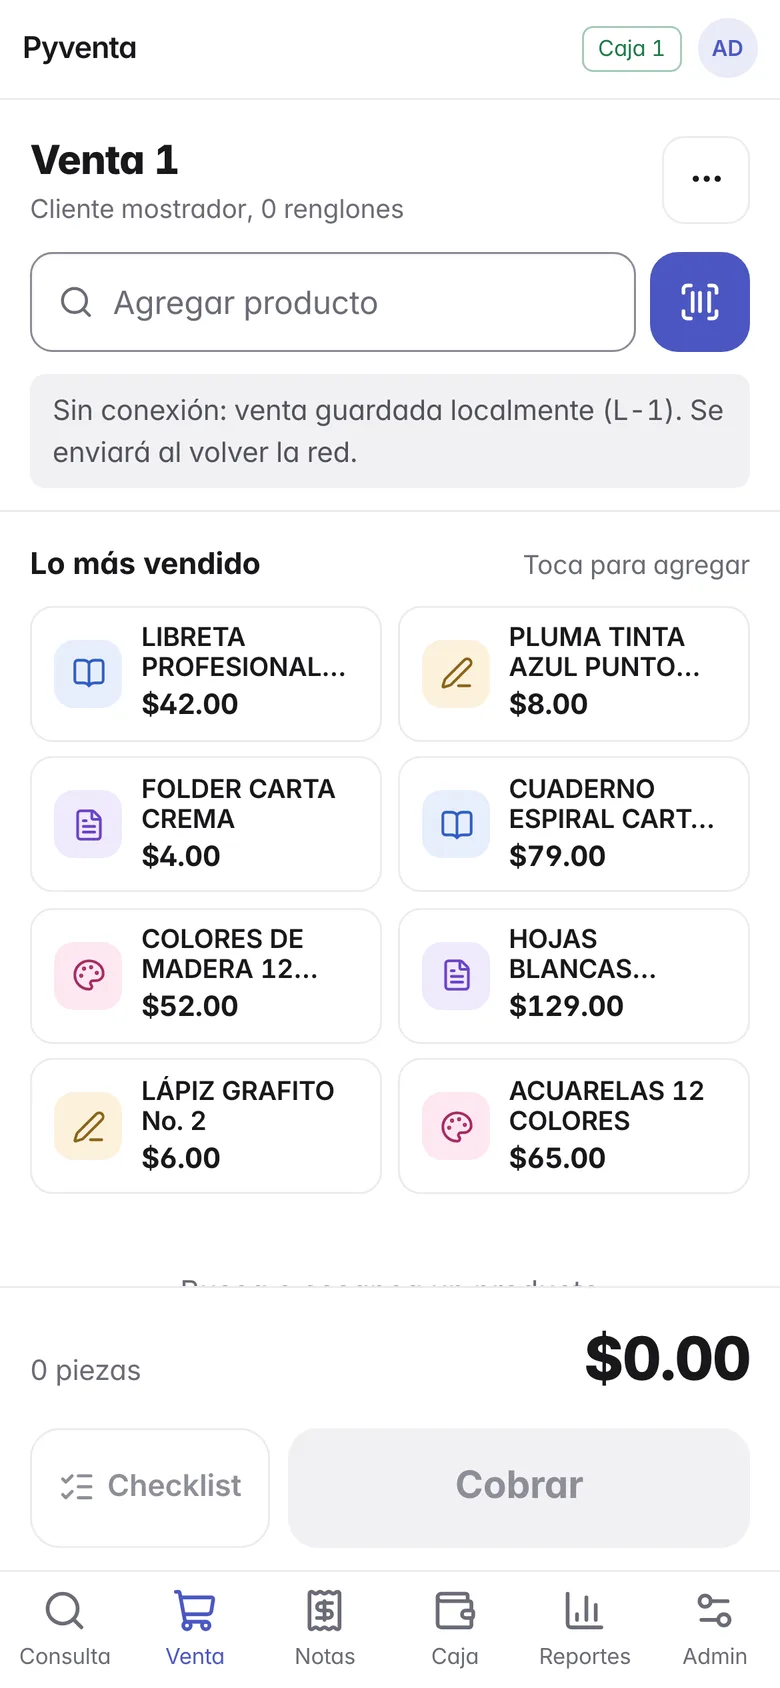 Pyventa
Caja 1
AD
Venta 1
Cliente mostrador, 0 renglones
Agregar producto
Sin conexión: venta guardada localmente (L-1). Se
enviará al volver la red.
Lo más vendido
Toca para agregar
LIBRETA
PROFESIONAL...
$42.00
PLUMA TINTA
AZUL PUNTO...
$8.00
FOLDER CARTA
CREMA
$4.00
CUADERNO
ESPIRAL CART...
$79.00
COLORES DE
MADERA 12...
$52.00
HOJAS
BLANCAS...
$129.00
LÁPIZ GRAFITO
No. 2
$6.00
ACUARELAS 12
COLORES
$65.00
0 piezas
$0.00
Checklist
Cobrar
Consulta
Venta
Notas
Caja
Reportes
Admin